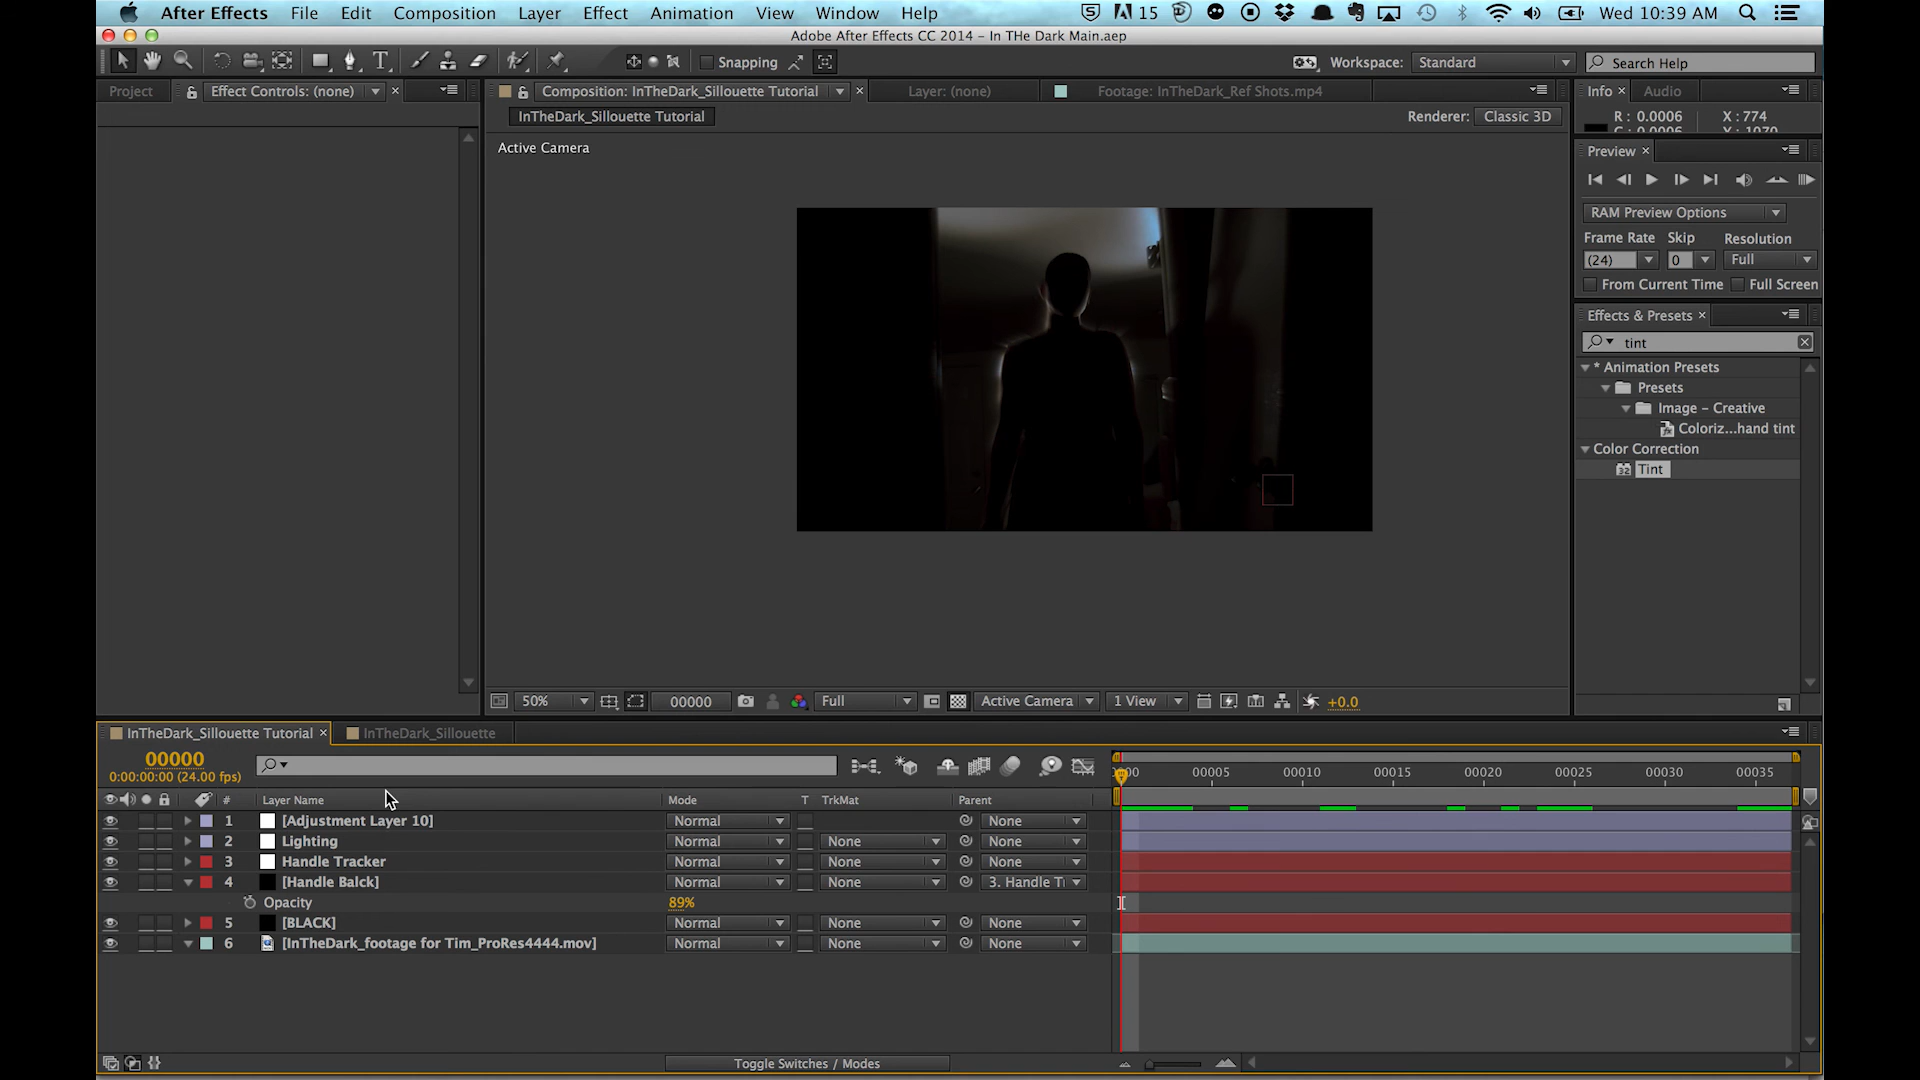 After Effects File Edit Composition Layer Effect Animation View Window Help 15 Wed 10:39 AM
Adobe After Effects CC 2014 – In THe Dark Main.aep
Snapping Workspace: Standard Search Help
Project Effect Controls: (none) × Composition: InTheDark_Sillouette Tutorial × Layer: (none) Footage: InTheDark_Ref Shots.mp4 Info × Audio
InTheDark_Sillouette Tutorial Renderer: Classic 3D R: 0.0006 X: 774
Active Camera
Preview ×
RAM Preview Options
Frame Rate Skip Resolution
(24) 0 Full
From Current Time Full Screen
Effects & Presets ×
tint
* Animation Presets
Presets
Image – Creative
Coloriz...hand tint
Color Correction
32 Tint
50% 00000 Full Active Camera 1 View +0.0
InTheDark_Sillouette Tutorial × InTheDark_Sillouette
00000
0:00:00:00 (24.00 fps) 00005 00010 00015 00020 00025 00030 00035
# Layer Name Mode T TrkMat Parent
1 [Adjustment Layer 10] Normal None
2 Lighting Normal None None
3 Handle Tracker Normal None None
4 [Handle Balck] Normal None 3. Handle T
Opacity 89%
5 [BLACK] Normal None None
6 [InTheDark_footage for Tim_ProRes4444.mov] Normal None None
Toggle Switches / Modes